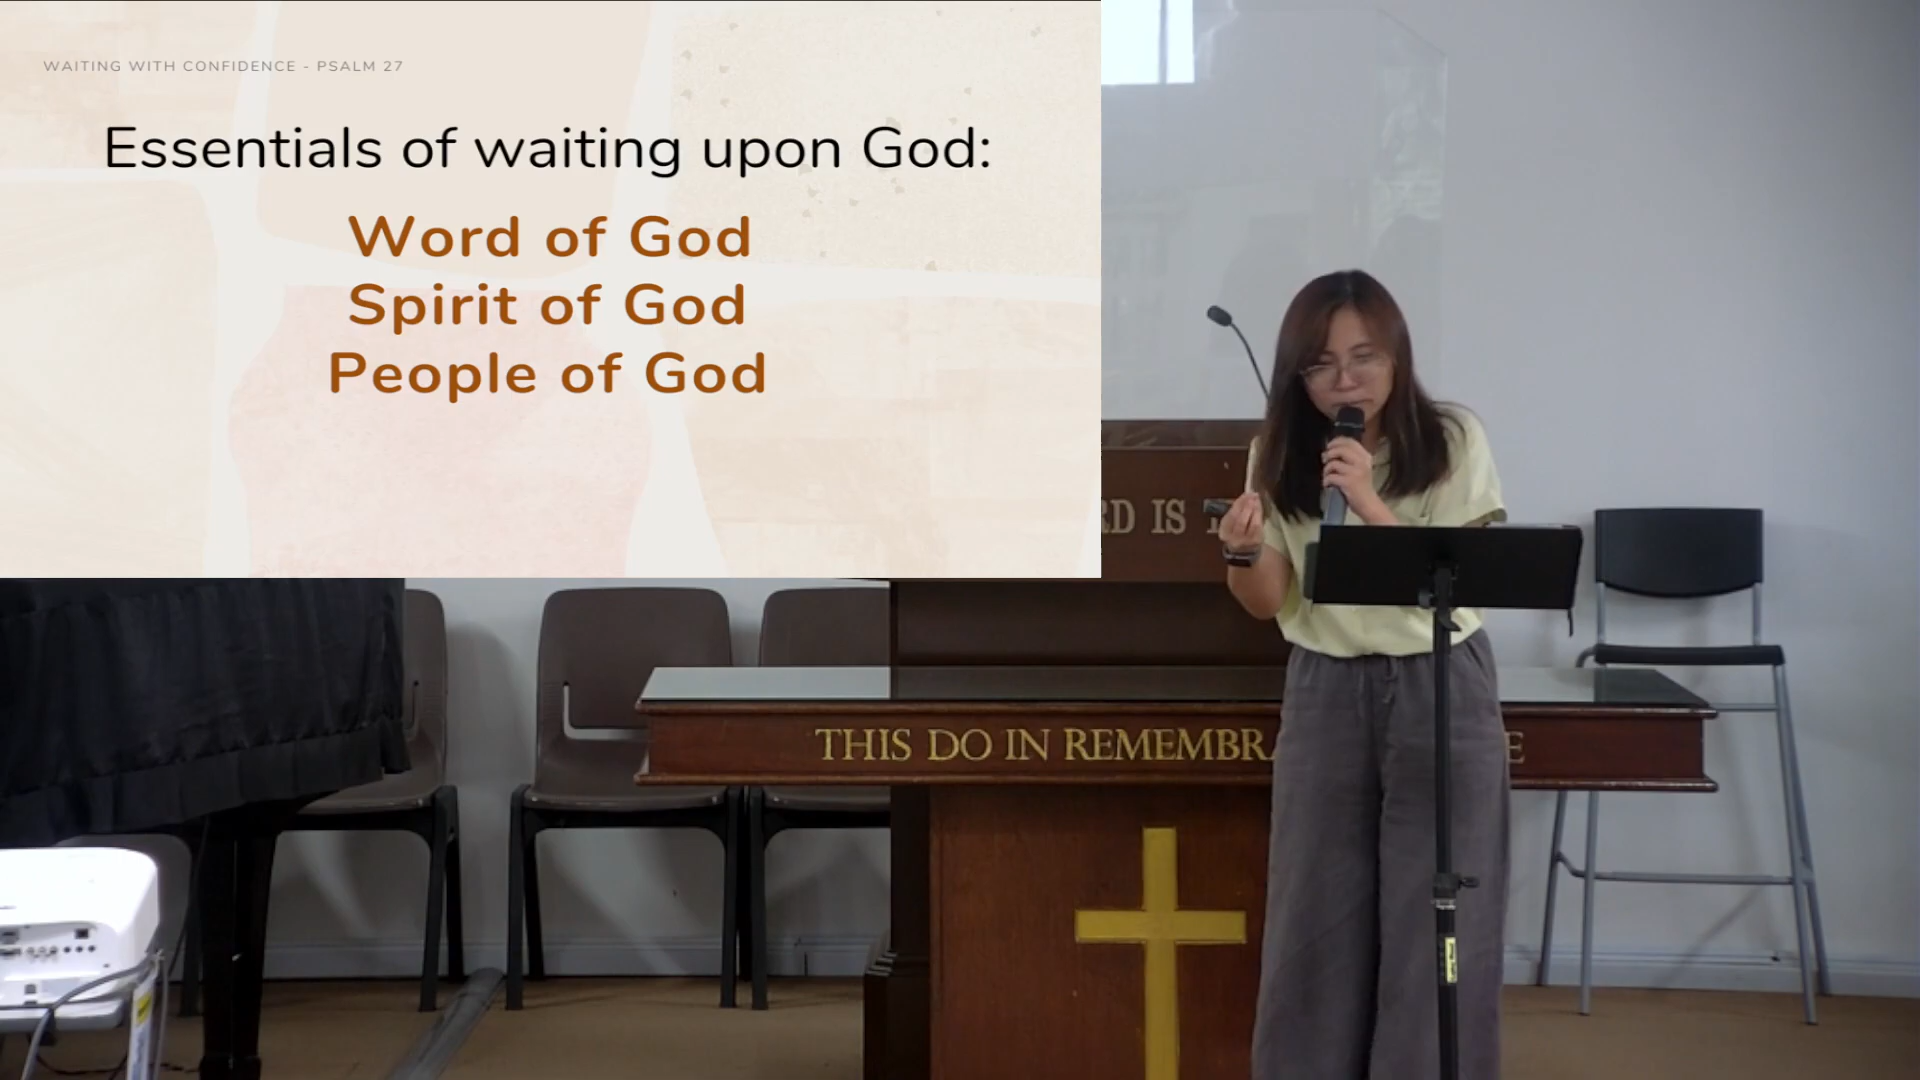 WAITING WITH CONFIDENCE - PSALM 27
Essentials of waiting upon God:
Word of God
Spirit of God
People of God
IS
THIS DO IN